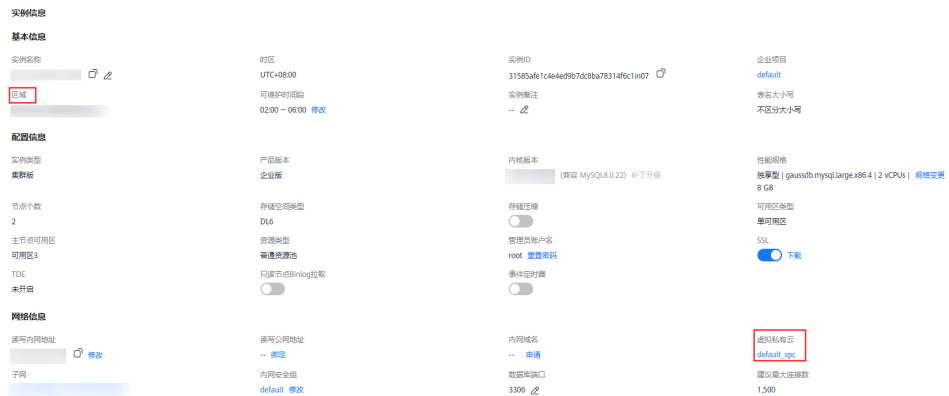 实例信息
基本信息
实例名称 时区 实例ID 企业项目
UTC+08:00 31585afe1c4e4ed9b7dc8ba78314f6c1in07 default
区域 可维护时间段 实例备注 表名大小写
02:00 — 06:00 修改 -- 不区分大小写
配置信息
实例类型 产品版本 内核版本 性能规格
集群版 企业版 (兼容 MySQL8.0.22) 补丁升级 独享型 | gaussdb.mysql.large.x86.4 | 2 vCPUs | 规格变更
8 GB
节点个数 存储空间类型 存储压缩 可用区类型
2 DL6 单可用区
主节点可用区 资源类型 管理员账户名 SSL
可用区3 普通资源池 root 重置密码 下载
TDE 只读节点Binlog拉取 事件定时器
未开启
网络信息
读写内网地址 读写公网地址 内网域名 虚拟私有云
修改 -- 绑定 -- 申请 default_vpc
子网 内网安全组 数据库端口 建议最大连接数
default 修改 3306 1,500